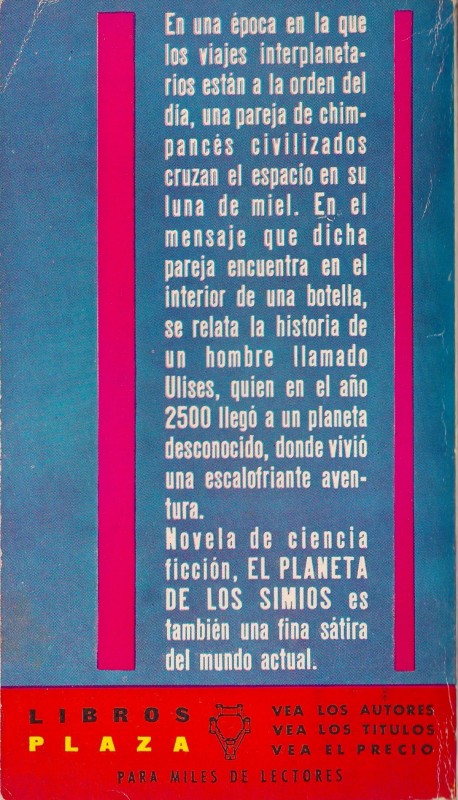 En una época en la que
los viajes interplaneta-
rios están a la orden del
día, una pareja de chim-
pancés civilizados
cruzan el espacio en su
luna de miel. En el
mensaje que dicha
pareja encuentra en el
interior de una botella,
se relata la historia de
un hombre llamado
Ulises, quien en el año
2500 llegó a un planeta
desconocido, donde vivió
una escalofriante aven-
tura.
Novela de ciencia
ficción, EL PLANETA
DE LOS SIMIOS es
también una fina sátira
del mundo actual.
LIBROS
PLAZA
VEA LOS AUTORES
VEA LOS TITULOS
VEA EL PRECIO
PARA MILES DE LECTORES